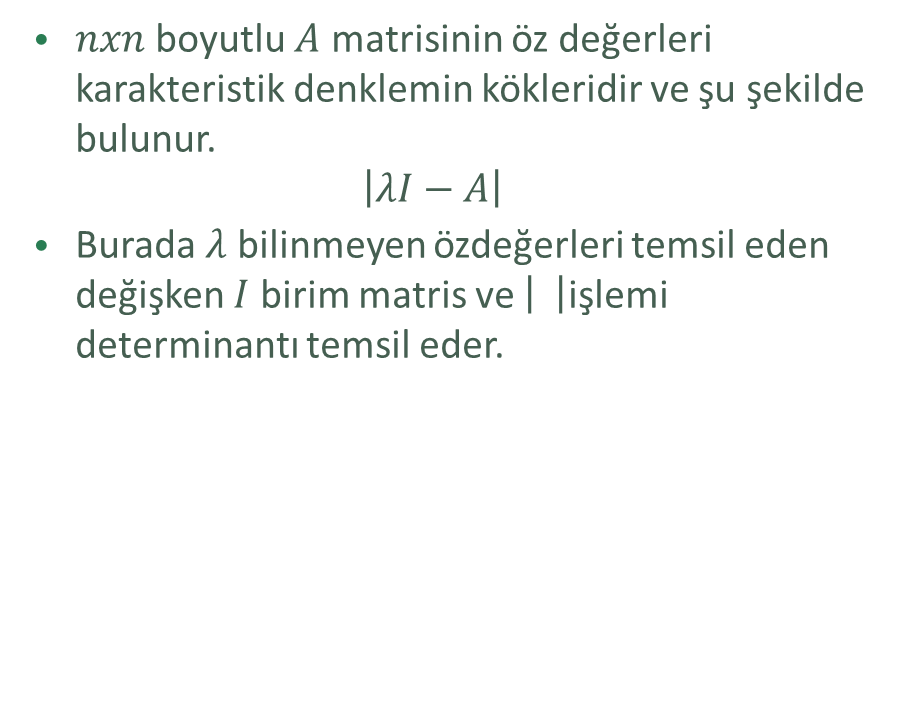 • nxn boyutlu A matrisinin öz değerleri
karakteristik denklemin kökleridir ve şu şekilde
bulunur.
|λI − A|
• Burada λ bilinmeyen özdeğerleri temsil eden
değişken I birim matris ve | |işlemi
determinantı temsil eder.